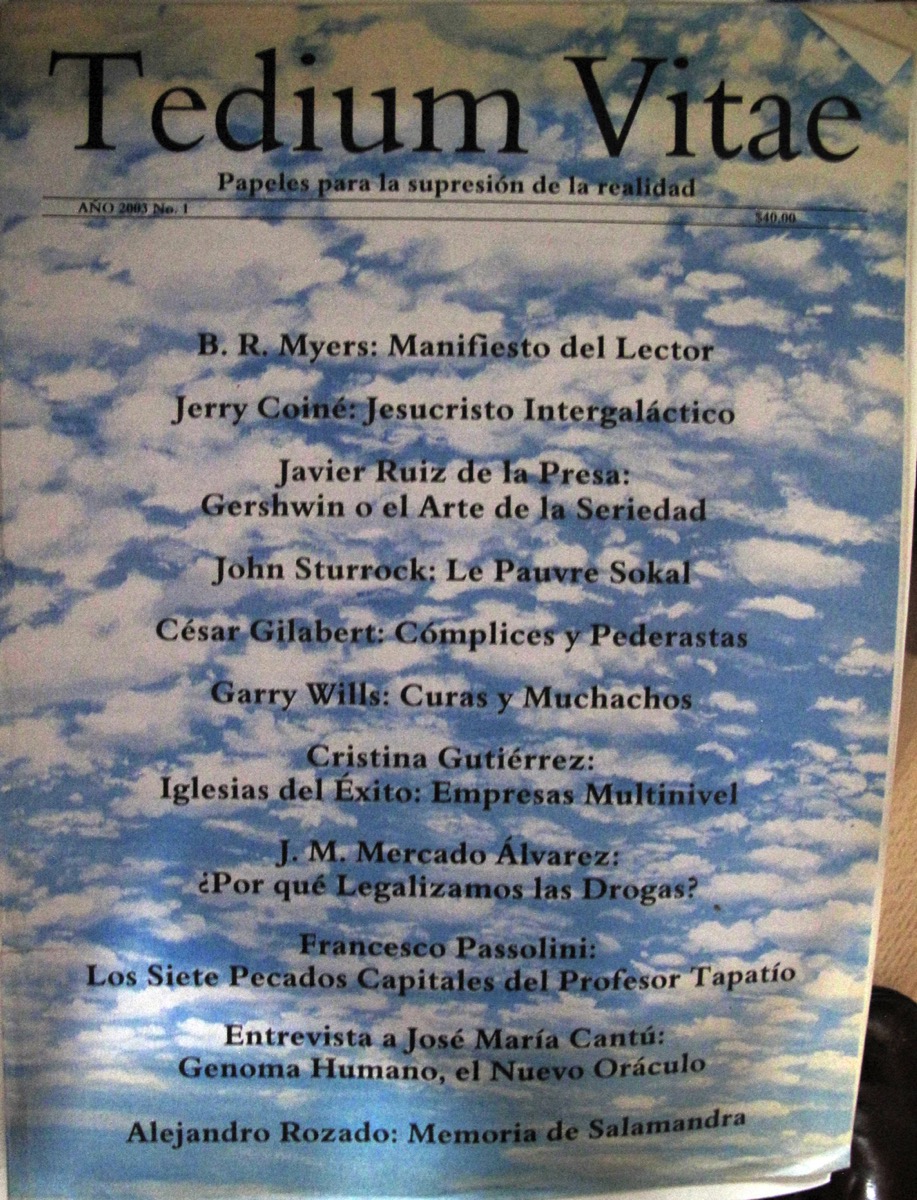 Tedium Vitae
Papeles para la supresión de la realidad
AÑO 2003 No. 1
$40.00
B. R. Myers: Manifiesto del Lector
Jerry Coiné: Jesucristo Intergaláctico
Javier Ruiz de la Presa:
Gershwin o el Arte de la Seriedad
John Sturrock: Le Pauvre Sokal
César Gilabert: Cómplices y Pederastas
Garry Wills: Curas y Muchachos
Cristina Gutiérrez:
Iglesias del Éxito: Empresas Multinivel
J. M. Mercado Álvarez:
¿Por qué Legalizamos las Drogas?
Francesco Passolini:
Los Siete Pecados Capitales del Profesor Tapatío
Entrevista a José María Cantú:
Genoma Humano, el Nuevo Oráculo
Alejandro Rozado: Memoria de Salamandra